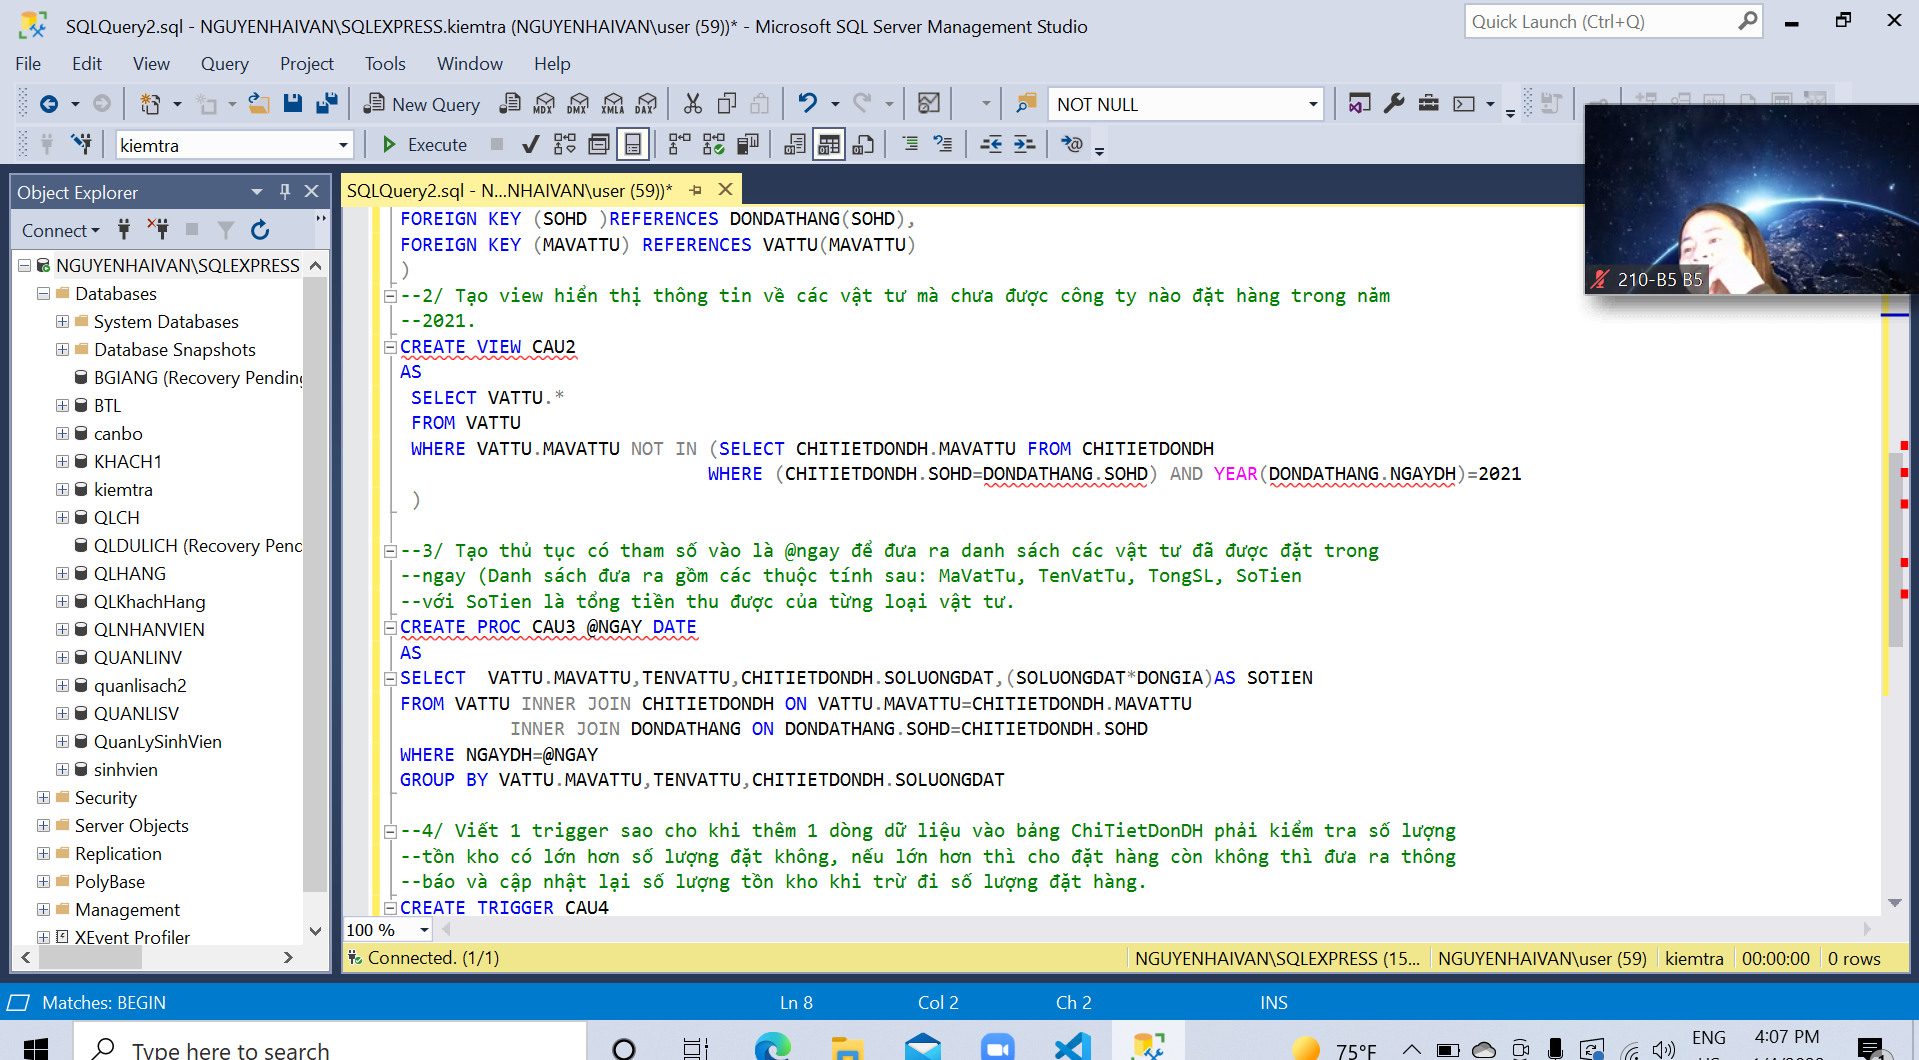 SQLQuery2.sql - NGUYENHAIVAN\SQLEXPRESS.kiemtra (NGUYENHAIVAN\user (59))* - Microsoft SQL Server Management Studio
Quick Launch (Ctrl+Q)
File Edit View Query Project Tools Window Help
New Query MDX DMX XMLA DAX NOT NULL
kiemtra Execute
Object Explorer
SQLQuery2.sql - N...NHAIVAN\user (59))*
Connect
NGUYENHAIVAN\SQLEXPRESS
Databases
System Databases
Database Snapshots
BGIANG (Recovery Pending
BTL
canbo
KHACH1
kiemtra
QLCH
QLDULICH (Recovery Pend
QLHANG
QLKhachHang
QLNHANVIEN
QUANLINV
quanlisach2
QUANLISV
QuanLySinhVien
sinhvien
Security
Server Objects
Replication
PolyBase
Management
XEvent Profiler
FOREIGN KEY (SOHD )REFERENCES DONDATHANG(SOHD),
FOREIGN KEY (MAVATTU) REFERENCES VATTU(MAVATTU)
)
--2/ Tạo view hiển thị thông tin về các vật tư mà chưa được công ty nào đặt hàng trong năm
--2021.
CREATE VIEW CAU2
AS
SELECT VATTU.*
FROM VATTU
WHERE VATTU.MAVATTU NOT IN (SELECT CHITIETDONDH.MAVATTU FROM CHITIETDONDH
WHERE (CHITIETDONDH.SOHD=DONDATHANG.SOHD) AND YEAR(DONDATHANG.NGAYDH)=2021
)
--3/ Tạo thủ tục có tham số vào là @ngay để đưa ra danh sách các vật tư đã được đặt trong
--ngay (Danh sách đưa ra gồm các thuộc tính sau: MaVatTu, TenVatTu, TongSL, SoTien
--với SoTien là tổng tiền thu được của từng loại vật tư.
CREATE PROC CAU3 @NGAY DATE
AS
SELECT  VATTU.MAVATTU,TENVATTU,CHITIETDONDH.SOLUONGDAT,(SOLUONGDAT*DONGIA)AS SOTIEN
FROM VATTU INNER JOIN CHITIETDONDH ON VATTU.MAVATTU=CHITIETDONDH.MAVATTU
INNER JOIN DONDATHANG ON DONDATHANG.SOHD=CHITIETDONDH.SOHD
WHERE NGAYDH=@NGAY
GROUP BY VATTU.MAVATTU,TENVATTU,CHITIETDONDH.SOLUONGDAT
--4/ Viết 1 trigger sao cho khi thêm 1 dòng dữ liệu vào bảng ChiTietDonDH phải kiểm tra số lượng
--tồn kho có lớn hơn số lượng đặt không, nếu lớn hơn thì cho đặt hàng còn không thì đưa ra thông
--báo và cập nhật lại số lượng tồn kho khi trừ đi số lượng đặt hàng.
CREATE TRIGGER CAU4
210-B5 B5
100 %
Connected. (1/1) NGUYENHAIVAN\SQLEXPRESS (15... NGUYENHAIVAN\user (59) kiemtra 00:00:00 0 rows
Matches: BEGIN Ln 8 Col 2 Ch 2 INS
Type here to search
75°F ENG 4:07 PM